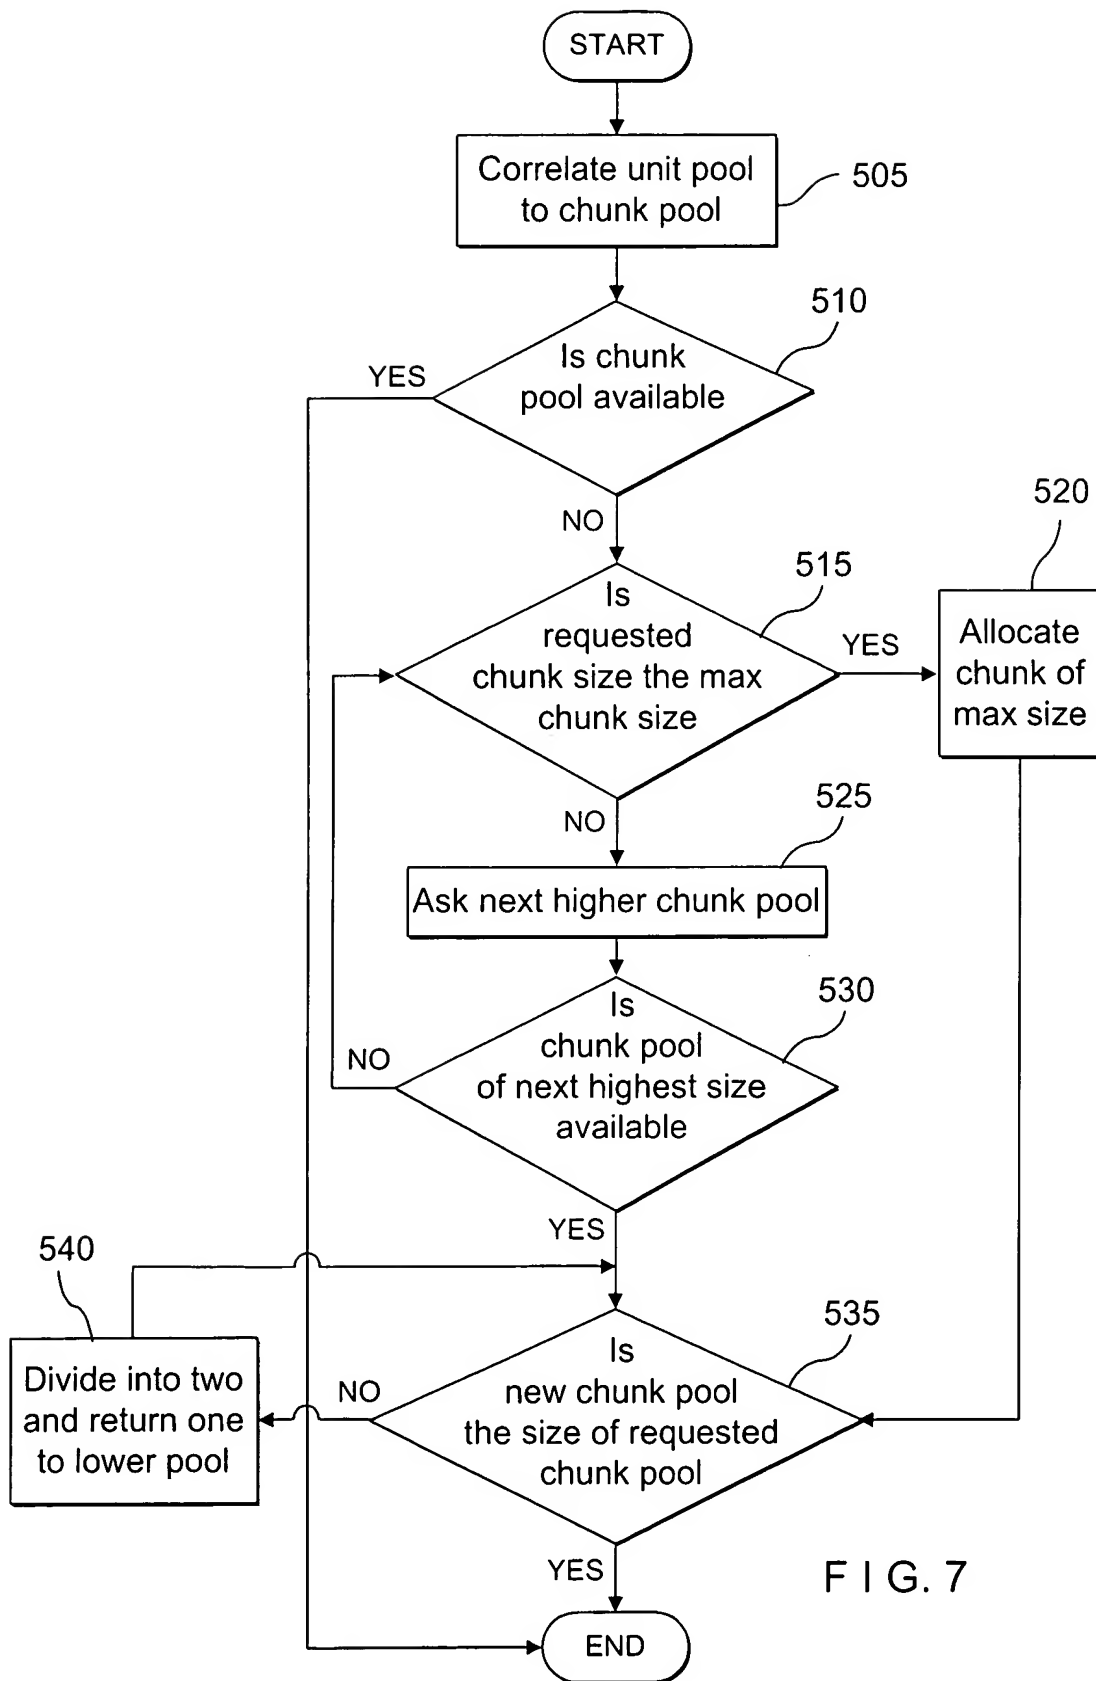 START
Correlate unit pool
to chunk pool
505
510
Is chunk
pool available
YES
NO
515
520
Is
requested
chunk size the max
chunk size
YES
Allocate
chunk of
max size
NO
525
Ask next higher chunk pool
530
Is
chunk pool
of next highest size
available
NO
YES
540
535
Divide into two
and return one
to lower pool
NO
Is
new chunk pool
the size of requested
chunk pool
YES
FIG. 7
END